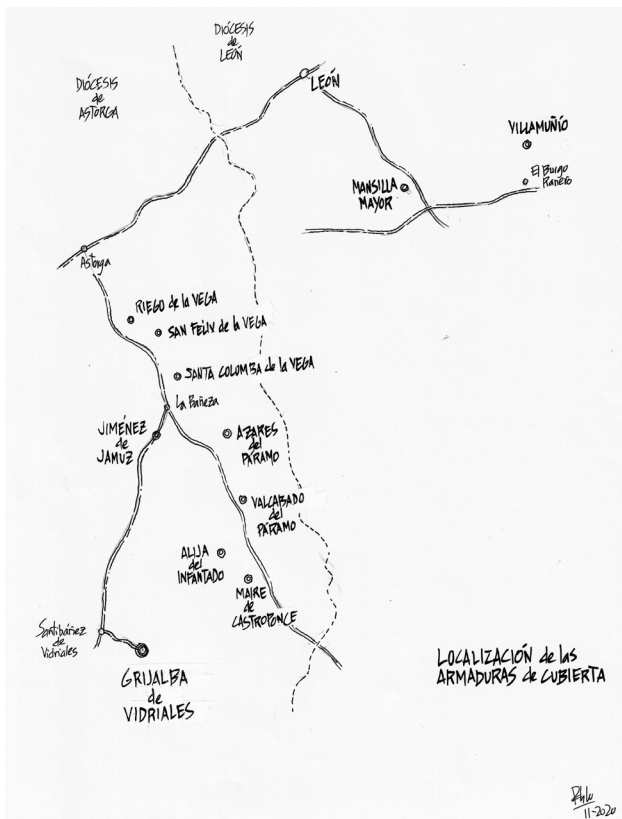 DIÓCESIS
de
LEÓN
DIÓCESIS
de
ASTORGA
LEÓN
VILLAMUÑÍO
El Burgo
Ranero
MANSILLA
MAYOR
Astorga
RIEGO de la VEGA
SAN FELIX de la VEGA
SANTA COLOMBA de la VEGA
La Bañeza
JIMÉNEZ
de
JAMUZ
AZARES
del
PÁRAMO
VALCABADO
del
PÁRAMO
ALIJA
del
INFANTADO
MAIRE
de
CASTROPONCE
Santibáñez
de
Vidriales
GRIJALBA
de
VIDRIALES
LOCALIZACIÓN de las
ARMADURAS de CUBIERTA
11-2020